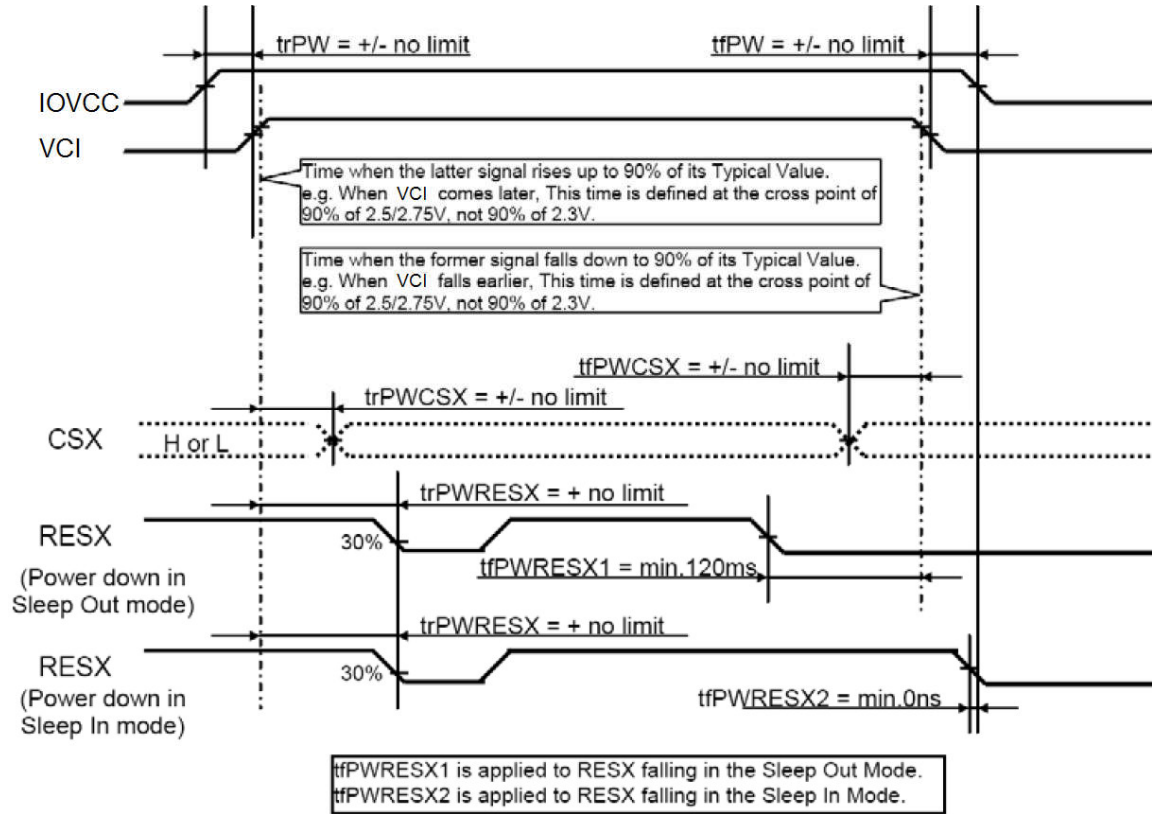 trPW = +/- no limit
tfPW = +/- no limit
IOVCC
VCI
Time when the latter signal rises up to 90% of its Typical Value.
e.g. When VCI comes later, This time is defined at the cross point of
90% of 2.5/2.75V, not 90% of 2.3V.
Time when the former signal falls down to 90% of its Typical Value.
e.g. When VCI falls earlier, This time is defined at the cross point of
90% of 2.5/2.75V, not 90% of 2.3V.
tfPWCSX = +/- no limit
trPWCSX = +/- no limit
CSX
H or L
trPWRESX = + no limit
RESX
30%
(Power down in
Sleep Out mode)
tfPWRESX1 = min.120ms
trPWRESX = + no limit
RESX
30%
(Power down in
Sleep In mode)
tfPWRESX2 = min.0ns
tfPWRESX1 is applied to RESX falling in the Sleep Out Mode.
tfPWRESX2 is applied to RESX falling in the Sleep In Mode.